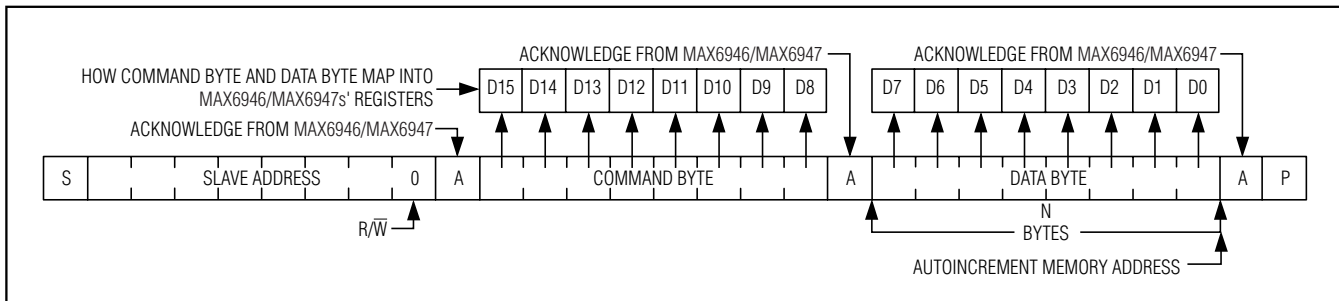 ACKNOWLEDGE FROM MAX6946/MAX6947
ACKNOWLEDGE FROM MAX6946/MAX6947
HOW COMMAND BYTE AND DATA BYTE MAP INTO
MAX6946/MAX6947s' REGISTERS
D15 D14 D13 D12 D11 D10 D9 D8
D7 D6 D5 D4 D3 D2 D1 D0
ACKNOWLEDGE FROM MAX6946/MAX6947
S SLAVE ADDRESS 0 A COMMAND BYTE A DATA BYTE A P
R/W̅
N
BYTES
AUTOINCREMENT MEMORY ADDRESS